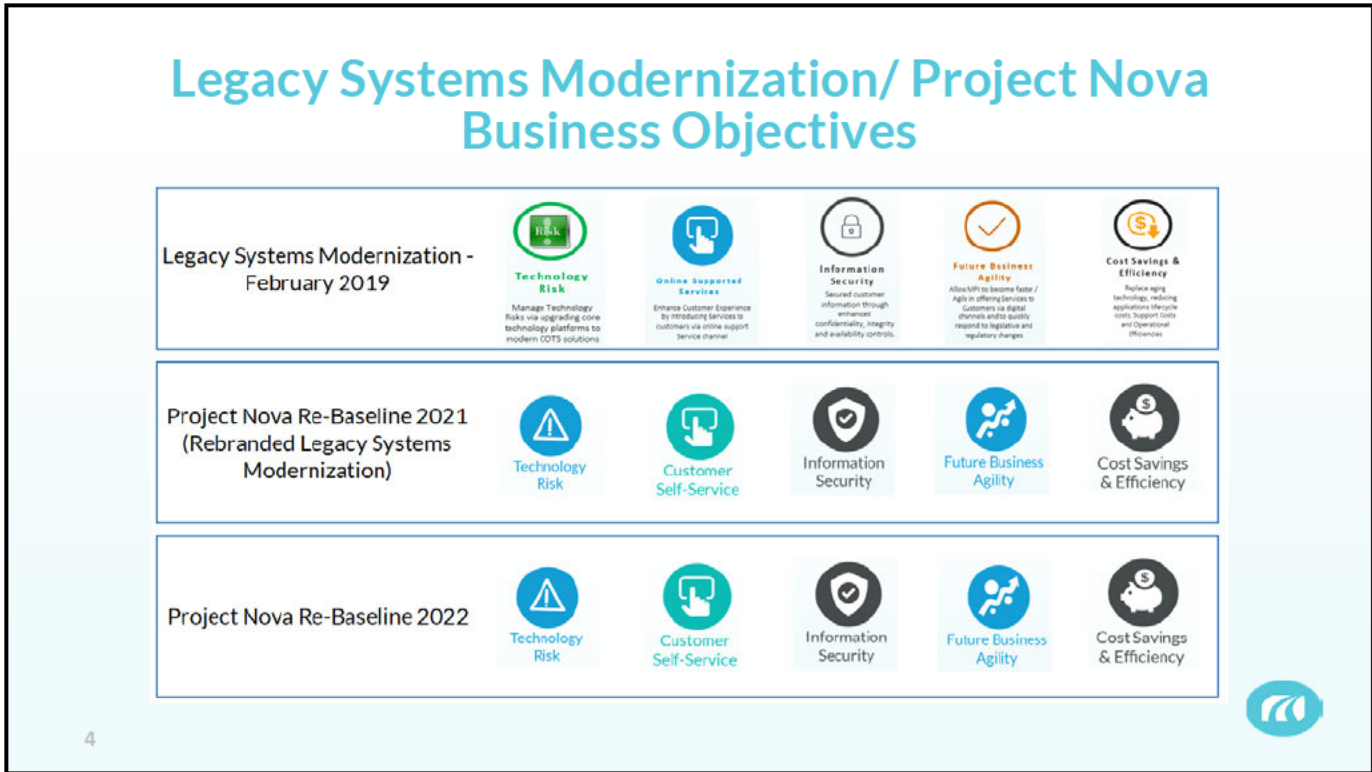 Legacy Systems Modernization/ Project Nova
Business Objectives
Legacy Systems Modernization -
February 2019
Risk
Technology
Risk
Manage Technology
Risks via upgrading core
technology platforms to
modern COTS solutions
Online Supported
Services
Enhance Customer Experience
by introducing Services to
customers via online support
Service channel
Information
Security
Secured customer
information through
enhanced
confidentiality, integrity
and availability controls.
Future Business
Agility
Allow MPI to become faster /
Agile in offering Services to
Customers via digital
channels and to quickly
respond to legislative and
regulatory changes
$
Cost Savings &
Efficiency
Replace aging
technology, reducing
applications lifecycle
costs, Support Costs
and Operational
Efficiencies
Project Nova Re-Baseline 2021
(Rebranded Legacy Systems
Modernization)
Technology
Risk
Customer
Self-Service
Information
Security
Future Business
Agility
$
Cost Savings
& Efficiency
Project Nova Re-Baseline 2022
Technology
Risk
Customer
Self-Service
Information
Security
Future Business
Agility
$
Cost Savings
& Efficiency
4